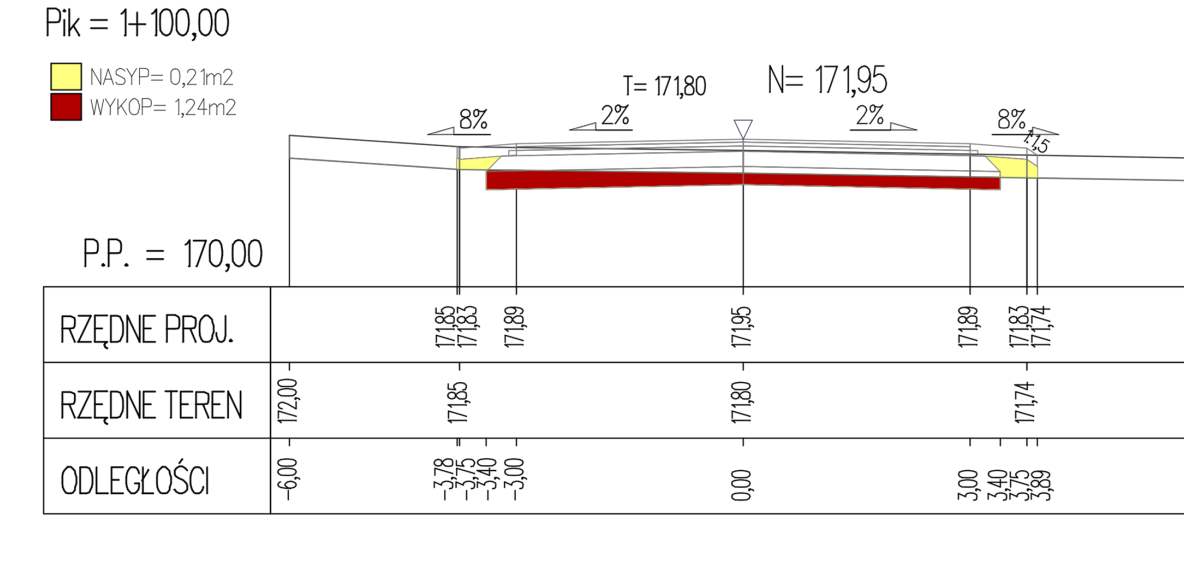 Pik = 1+100,00
NASYP= 0,21m2
WYKOP= 1,24m2
T= 171,80
N= 171,95
8%
2%
2%
8%
1:1,5
P.P. = 170,00
RZĘDNE PROJ. 171,85 171,83 171,89 171,95 171,89 171,83 171,74
RZĘDNE TEREN 172,00 171,85 171,80 171,74
ODLEGŁOŚCI -6,00 -3,78 -3,75 -3,40 -3,00 0,00 3,00 3,40 3,75 3,89